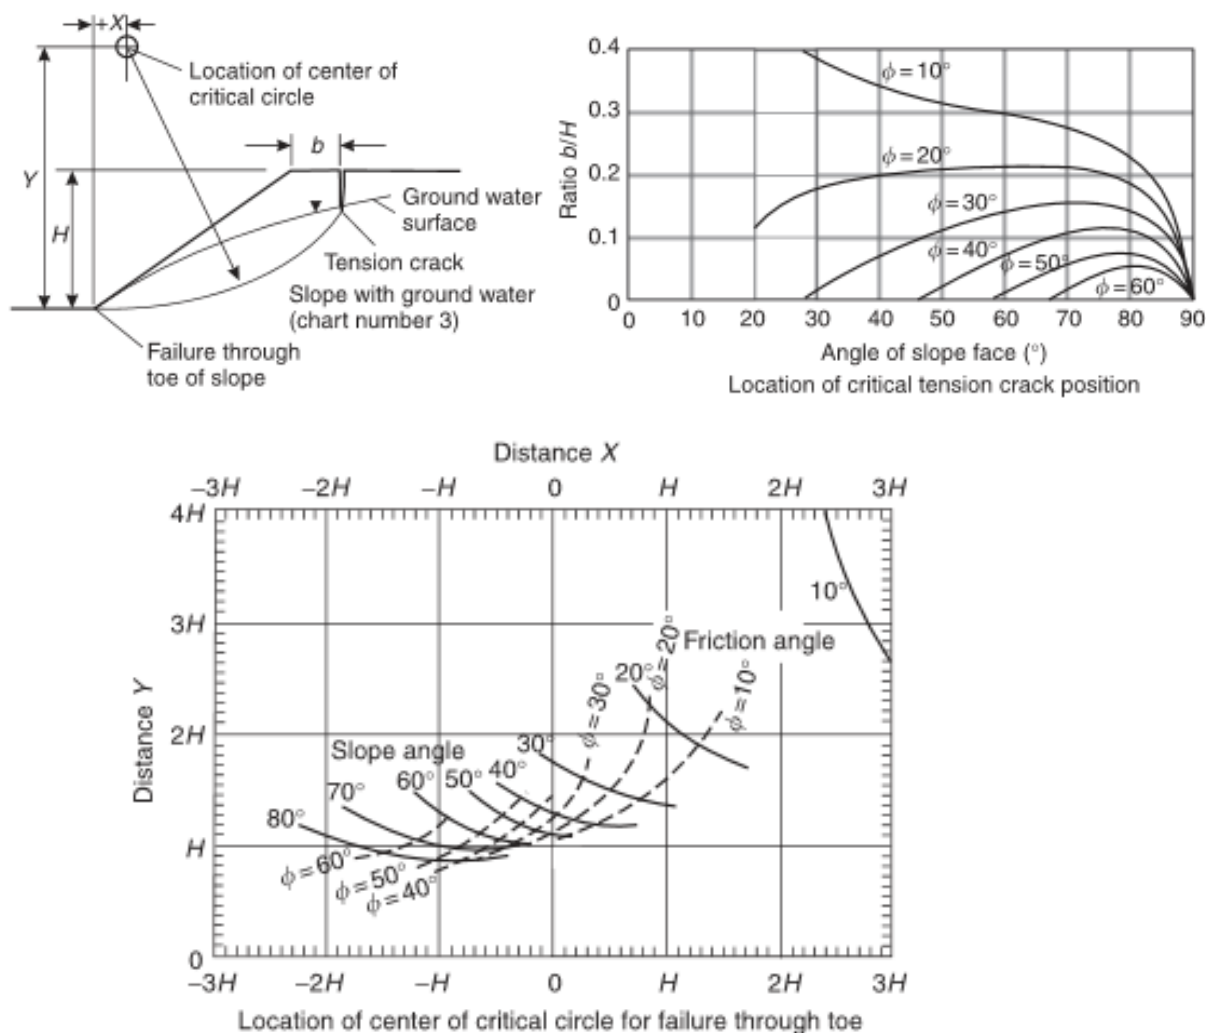 +X
Location of center of
critical circle
b
Y
H
Ground water
surface
Tension crack
Slope with ground water
(chart number 3)
Failure through
toe of slope
Ratio b/H
0.4
0.3
0.2
0.1
0
ϕ = 10°
ϕ = 20°
ϕ = 30°
ϕ = 40°
ϕ = 50°
ϕ = 60°
0 10 20 30 40 50 60 70 80 90
Angle of slope face (°)
Location of critical tension crack position
Distance X
−3H −2H −H 0 H 2H 3H
Distance Y
4H
3H
2H
H
0
10°
Friction angle
ϕ = 20°
20°
ϕ = 10°
ϕ = 30°
Slope angle
30°
40°
50°
60°
70°
80°
ϕ = 60°
ϕ = 50°
ϕ = 40°
−3H −2H −H 0 H 2H 3H
Location of center of critical circle for failure through toe